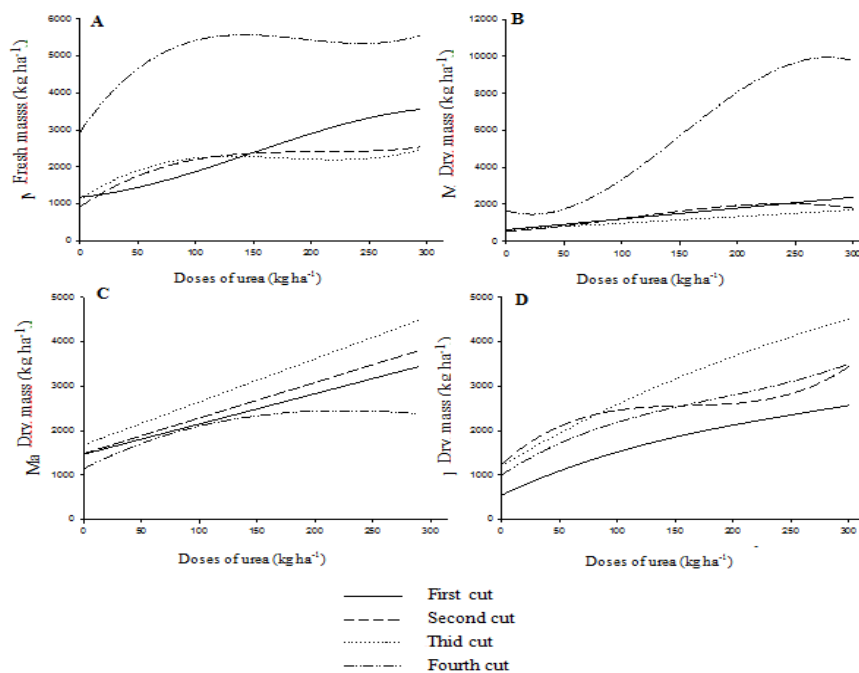 A
Fresh masss (kg ha-1)
M
6000
5000
4000
3000
2000
1000
0
0 50 100 150 200 250 300
Doses of urea (kg ha-1)
B
Dry. mass (kg ha-1)
12000
10000
8000
6000
4000
2000
0
0 50 100 150 200 250 300
Doses of urea (kg ha-1)
C
Dry. mass (kg ha-1)
Ma
5000
4000
3000
2000
1000
0
0 50 100 150 200 250 300
Doses of urea (kg ha-1)
D
Dry mass (kg ha-1)
5000
4000
3000
2000
1000
0
0 50 100 150 200 250 300
Doses of urea (kg ha-1)
First cut
Second cut
Thid cut
Fourth cut